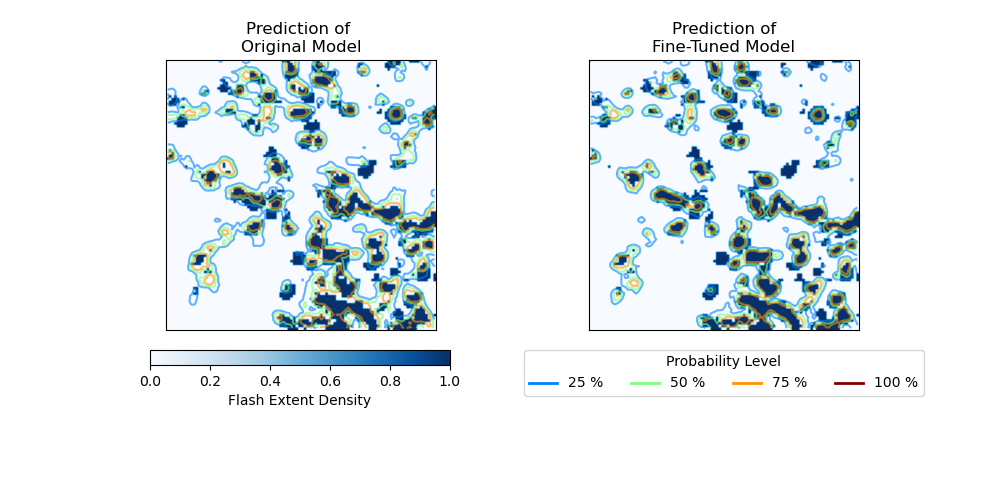 Prediction of
Original Model
Prediction of
Fine-Tuned Model
0.0 0.2 0.4 0.6 0.8 1.0
Flash Extent Density
Probability Level
25 % 50 % 75 % 100 %